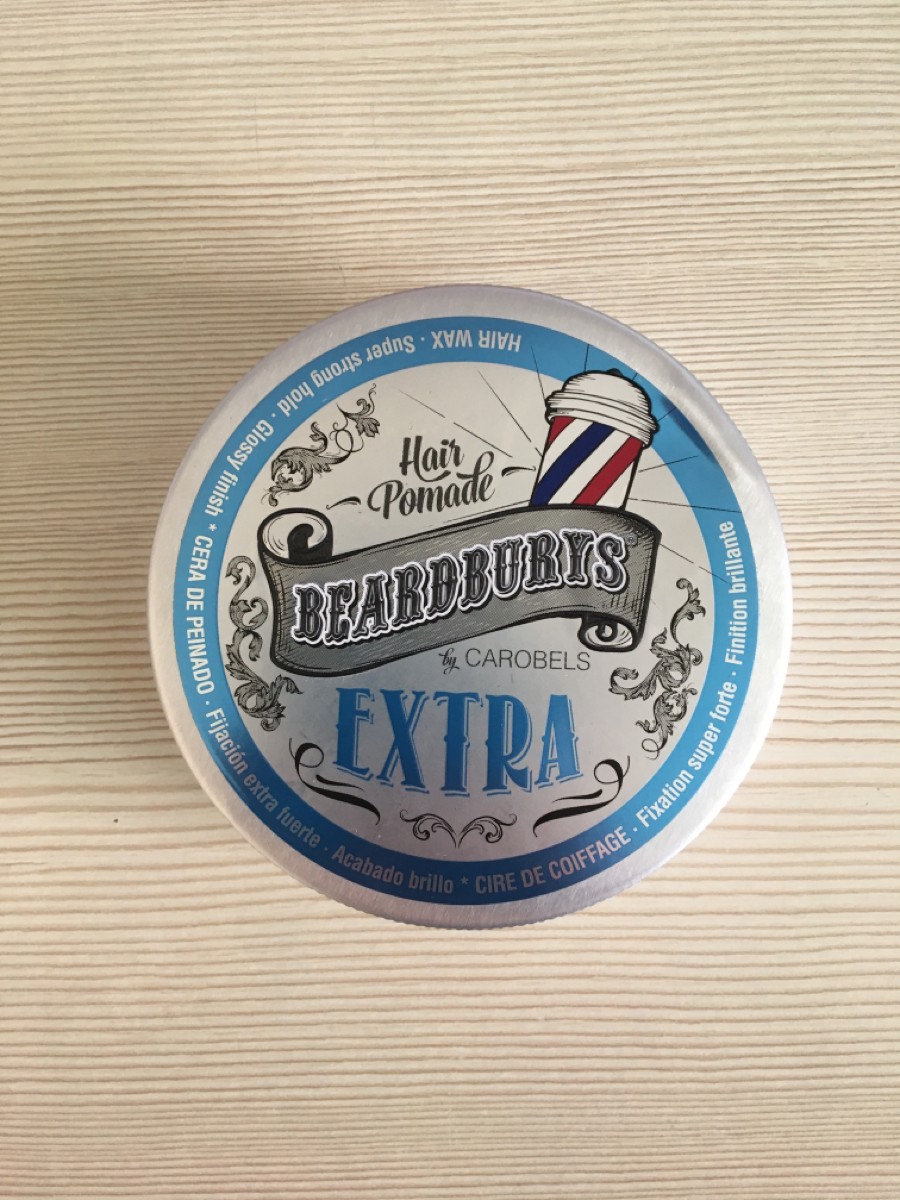 Hair
Pomade
BEARDBURYS®
by CAROBELS
EXTRA
HAIR WAX · Super strong hold · Glossy finish * CERA DE PEINADO · Fijación extra fuerte · Acabado brillo * CIRE DE COIFFAGE · Fixation super forte · Finition brillante